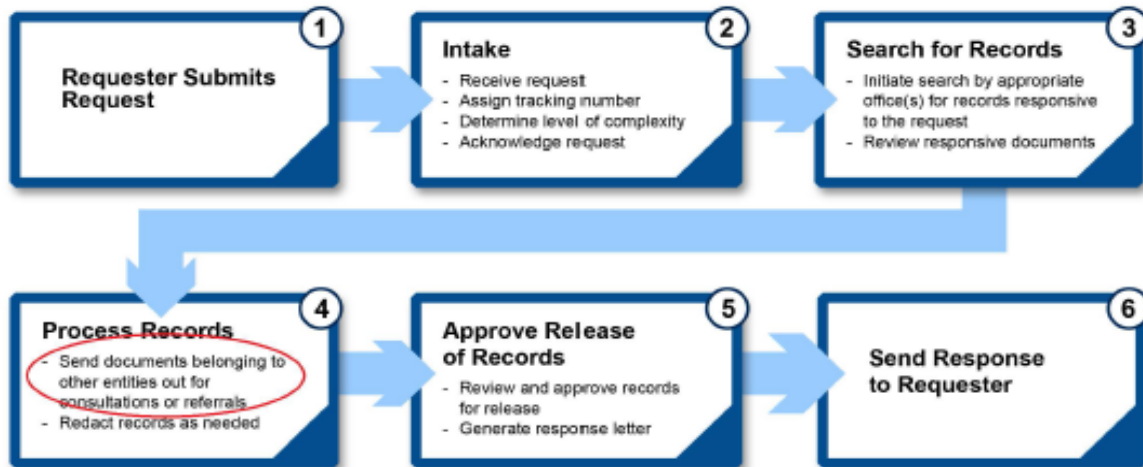 1
Requester Submits
Request
2
Intake
- Receive request
- Assign tracking number
- Determine level of complexity
- Acknowledge request
3
Search for Records
- Initiate search by appropriate
office(s) for records responsive
to the request
- Review responsive documents
4
Process Records
- Send documents belonging to
other entities out for
consultations or referrals
- Redact records as needed
5
Approve Release
of Records
- Review and approve records
for release
- Generate response letter
6
Send Response
to Requester